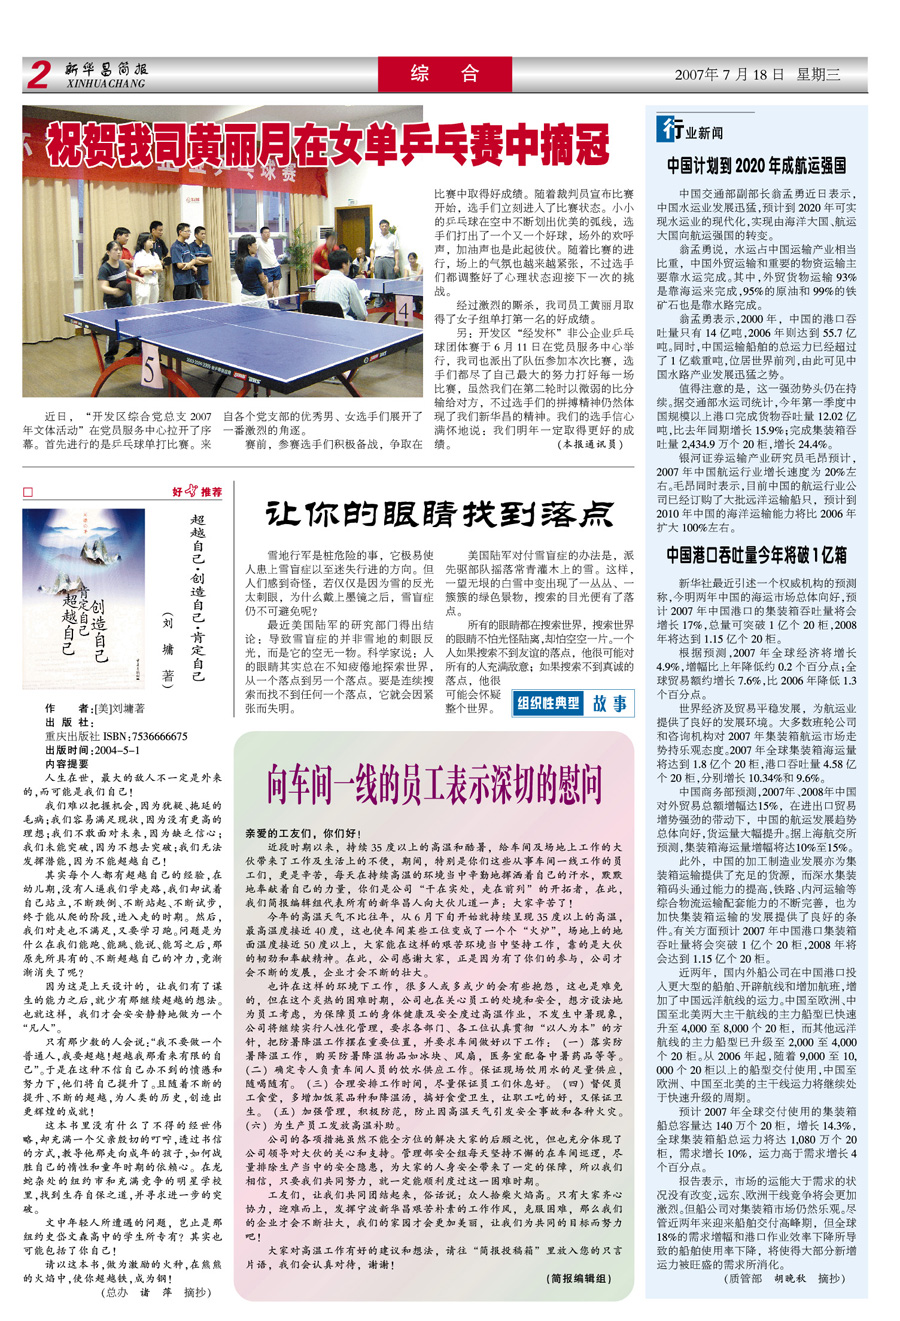 2 新华昌简报
XINHUACHANG
综 合
2007年7月18日 星期三
祝贺我司黄丽月在女单乒乓赛中摘冠
5
4
近日，“开发区综合党总支2007
年文体活动”在党员服务中心拉开了序
幕。首先进行的是乒乓球单打比赛。来
自各个党支部的优秀男、女选手们展开了
一番激烈的角逐。
赛前，参赛选手们积极备战，争取在
比赛中取得好成绩。随着裁判员宣布比赛
开始，选手们立刻进入了比赛状态。小小
的乒乓球在空中不断划出优美的弧线，选
手们打出了一个又一个好球，场外的欢呼
声，加油声也是此起彼伏。随着比赛的进
行，场上的气氛也越来越紧张，不过选手
们都调整好了心理状态迎接下一次的挑
战。
经过激烈的厮杀，我司员工黄丽月取
得了女子组单打第一名的好成绩。
另：开发区“经发杯”非公企业乒乓
球团体赛于6月11日在党员服务中心举
行，我司也派出了队伍参加本次比赛，选
手们都尽了自己最大的努力打好每一场
比赛，虽然我们在第二轮时以微弱的比分
输给对方，不过选手们的拼搏精神仍然体
现了我们新华昌的精神。我们的选手信心
满怀地说：我们明年一定取得更好的成
绩。 (本报通讯员)
好书推荐
超越自己·创造自己·肯定自己
(刘墉 著)
创造自己
肯定自己
超越自己
作 者:[美]刘墉著
出 版 社:
重庆出版社 ISBN:7536666675
出版时间:2004-5-1
内容提要
人生在世，最大的敌人不一定是外来
的,而可能是我们自己!
我们难以把握机会,因为犹疑、拖延的
毛病;我们容易满足现状,因为没有更高的
理想;我们不敢面对未来,因为缺乏信心;
我们未能突破,因为不想去突破;我们无法
发挥潜能,因为不能超越自己!
其实每个人都有超越自己的经验,在
幼儿期,没有人逼我们学走路,我们却试着
自己站立,不断跌倒、不断站起、不断试步,
终于能从爬的阶段,进入走的时期。然后,
我们对走也不满足,又要学习跑。问题是为
什么在我们能跑、能跳、能说、能写之后,那
原先所具有的、不断超越自己的冲力,竟渐
渐消失了呢?
因为这是上天设计的，让我们有了谋
生的能力之后,就少有那继续超越的想法。
也就这样，我们才会安安静静地做为一个
“凡人”。
只有那少数的人会说:“我不要做一个
普通人,我要超越!超越我那看来有限的自
己”。于是在这种不信自己办不到的愤懑和
努力下,他们将自己提升了。且随着不断的
提升、不断的超越,为人类的历史,创造出
更辉煌的成就!
这本书里没有什么了不得的经世伟
略,却充满一个父亲殷切的叮咛,透过书信
的方式,教导他那走向成年的孩子,如何战
胜自己的惰性和童年时期的依赖心。在龙
蛇杂处的纽约市和充满竞争的明星学校
里,找到生存自保之道,并寻求进一步的突
破。
文中年轻人所遭遇的问题，岂止是那
纽约史岱文森高中的学生所专有? 其实也
可能包括了你自己!
请以这本书,做为激励的火种,在熊熊
的火焰中,使你超越铁,成为钢!
(总办 诸 萍 摘抄)
让你的眼睛找到落点
雪地行军是桩危险的事，它极易使
人患上雪盲症以至迷失行进的方向。但
人们感到奇怪，若仅仅是因为雪的反光
太刺眼，为什么戴上墨镜之后，雪盲症
仍不可避免呢?
最近美国陆军的研究部门得出结
论：导致雪盲症的并非雪地的刺眼反
光，而是它的空无一物。科学家说：人
的眼睛其实总在不知疲倦地探索世界，
从一个落点到另一个落点。要是连续搜
索而找不到任何一个落点，它就会因紧
张而失明。
美国陆军对付雪盲症的办法是，派
先驱部队摇落常青灌木上的雪。这样，
一望无垠的白雪中变出现了一丛丛、一
簇簇的绿色景物，搜索的目光便有了落
点。
所有的眼睛都在搜索世界，搜索世界
的眼睛不怕光怪陆离,却怕空空一片。一个
人如果搜索不到友谊的落点，他很可能对
所有的人充满敌意；如果搜索不到真诚的
落点，他很
可能会怀疑
整个世界。
组织性典型 故 事
向车间一线的员工表示深切的慰问
亲爱的工友们，你们好!
近段时期以来，持续35度以上的高温和酷暑，给车间及场地上工作的大
伙带来了工作及生活上的不便，期间，特别是你们这些从事车间一线工作的员
工们，更是辛苦，每天在持续高温的环境当中辛勤地挥洒着自己的汗水，默默
地奉献着自己的力量，你们是公司“干在实处，走在前列”的开拓者，在此，
我们简报编辑组代表所有的新华昌人向大伙儿道一声：大家辛苦了!
今年的高温天气不比往年，从6月下旬开始就持续呈现35度以上的高温，
最高温度接近40度，这也使车间某些工位变成了一个个“火炉”，场地上的地
面温度接近50度以上，大家能在这样的艰苦环境当中坚持工作，靠的是大伙
的韧劲和奉献精神。在此，公司感谢大家，正是因为有了你们的参与，公司才
会不断的发展，企业才会不断的壮大。
也许在这样的环境下工作，很多人或多或少的会有些抱怨，这也是难免
的，但在这个炎热的困难时期，公司也在关心员工的处境和安全，想方设法地
为员工考虑，为保障员工的身体健康及安全度过高温作业，不发生中暑现象，
公司将继续实行人性化管理，要求各部门、各工位认真贯彻“以人为本”的方
针，把防暑降温工作摆在重要位置，并要求车间做好以下工作：(一) 落实防
暑降温工作，购买防暑降温物品如冰块、风扇，医务室配备中暑药品等等。
(二) 确定专人负责车间人员的饮水供应工作。保证现场饮用水的足量供应，
随喝随有。(三) 合理安排工作时间，尽量保证员工们休息好。(四) 督促员
工食堂，多增加饭菜品种和降温汤，搞好食堂卫生，让职工吃的好，又保证卫
生。(五) 加强管理，积极防范，防止因高温天气引发安全事故和各种火灾。
(六) 为生产员工发放高温补助。
公司的各项措施虽然不能全方位的解决大家的后顾之忧，但也充分体现了
公司领导对大伙的关心和支持。管理部安全组每天坚持不懈的在车间巡逻，尽
量排除生产当中的安全隐患，为大家的人身安全带来了一定的保障，所以我们
相信，只要我们共同努力，就一定能顺利度过这一困难时期。
工友们，让我们共同团结起来，俗话说：众人拾柴火焰高。只有大家齐心
协力，迎难而上，发挥宁波新华昌艰苦朴素的工作作风，克服困难，那么我们
的企业才会不断壮大，我们的家园才会更加美丽，让我们为共同的目标而努力
吧!
大家对高温工作有好的建议和想法，请往“简报投稿箱”里放入您的只言
片语，我们会认真对待，谢谢!
(简报编辑组)
行业新闻
中国计划到2020年成航运强国
中国交通部副部长翁孟勇近日表示，
中国水运业发展迅猛,预计到2020年可实
现水运业的现代化,实现由海洋大国、航运
大国向航运强国的转变。
翁孟勇说，水运占中国运输产业相当
比重，中国外贸运输和重要的物资运输主
要靠水运完成。其中,外贸货物运输93%
是靠海运来完成,95%的原油和99%的铁
矿石也是靠水路完成。
翁孟勇表示,2000年，中国的港口吞
吐量只有14亿吨,2006年则达到55.7亿
吨。同时,中国运输船舶的总运力已经超过
了1亿载重吨,位居世界前列,由此可见中
国水路产业发展迅猛之势。
值得注意的是，这一强劲势头仍在持
续。据交通部水运司统计,今年第一季度中
国规模以上港口完成货物吞吐量12.02亿
吨,比去年同期增长15.9%;完成集装箱吞
吐量2,434.9万个20柜,增长24.4%。
银河证券运输产业研究员毛昂预计，
2007年中国航运行业增长速度为20%左
右。毛昂同时表示,目前中国的航运行业公
司已经订购了大批远洋运输船只，预计到
2010年中国的海洋运输能力将比2006年
扩大100%左右。
中国港口吞吐量今年将破1亿箱
新华社最近引述一个权威机构的预测
称,今明两年中国的海运市场总体向好,预
计2007年中国港口的集装箱吞吐量将会
增长17%,总量可突破1亿个20柜,2008
年将达到1.15亿个20柜。
根据预测,2007年全球经济将增长
4.9%,增幅比上年降低约0.2个百分点;全
球贸易额约增长7.6%,比2006年降低1.3
个百分点。
世界经济及贸易平稳发展，为航运业
提供了良好的发展环境。大多数班轮公司
和咨询机构对2007年集装箱航运市场走
势持乐观态度。2007年全球集装箱海运量
将达到1.8亿个20柜,港口吞吐量4.58亿
个20柜,分别增长10.34%和9.6%。
中国商务部预测,2007年、2008年中国
对外贸易总额增幅达15%，在进出口贸易
增势强劲的带动下，中国的航运发展趋势
总体向好,货运量大幅提升。据上海航交所
预测,集装箱海运量增幅将达10%至15%。
此外，中国的加工制造业发展亦为集
装箱运输提供了充足的货源，而深水集装
箱码头通过能力的提高,铁路、内河运输等
综合物流运输配套能力的不断完善，也为
加快集装箱运输的发展提供了良好的条
件。有关方面预计2007年中国港口集装箱
吞吐量将会突破1亿个20柜,2008年将
会达到1.15亿个20柜。
近两年，国内外船公司在中国港口投
入更大型的船舶、开辟航线和增加航班,增
加了中国远洋航线的运力。中国至欧洲、中
国至北美两大主干航线的主力船型已快速
升至4,000至8,000个20柜，而其他远洋
航线的主力船型已升级至2,000至4,000
个20柜。从2006年起,随着9,000至10,
000个20柜以上的船型交付使用,中国至
欧洲、中国至北美的主干线运力将继续处
于快速升级的周期。
预计2007年全球交付使用的集装箱
船总容量达140万个20柜，增长14.3%,
全球集装箱船总运力将达1,080万个20
柜，需求增长10%，运力高于需求增长4
个百分点。
报告表示，市场的运能大于需求的状
况没有改变,远东、欧洲干线竞争将会更加
激烈。但船公司对集装箱市场仍然乐观。尽
管近两年来迎来船舶交付高峰期，但全球
18%的需求增幅和港口作业效率下降所导
致的船舶使用率下降，将使得大部分新增
运力被旺盛的需求所消化。
(质管部 胡晓秋 摘抄)